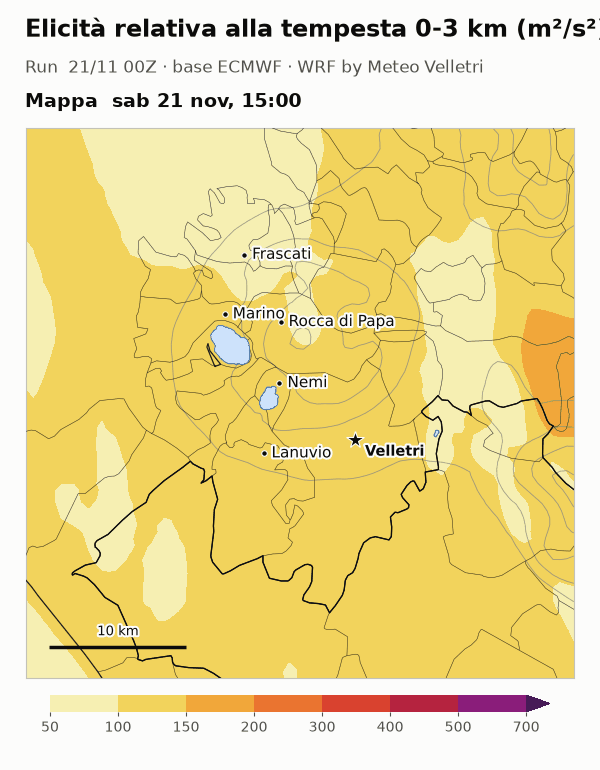 Elicità relativa alla tempesta 0-3 km (m²/s²)
Run 21/11 00Z · base ECMWF · WRF by Meteo Velletri
Mappa sab 21 nov, 15:00
Frascati
Marino
Rocca di Papa
Nemi
Velletri
Lanuvio
10 km
50 100 150 200 300 400 500 700